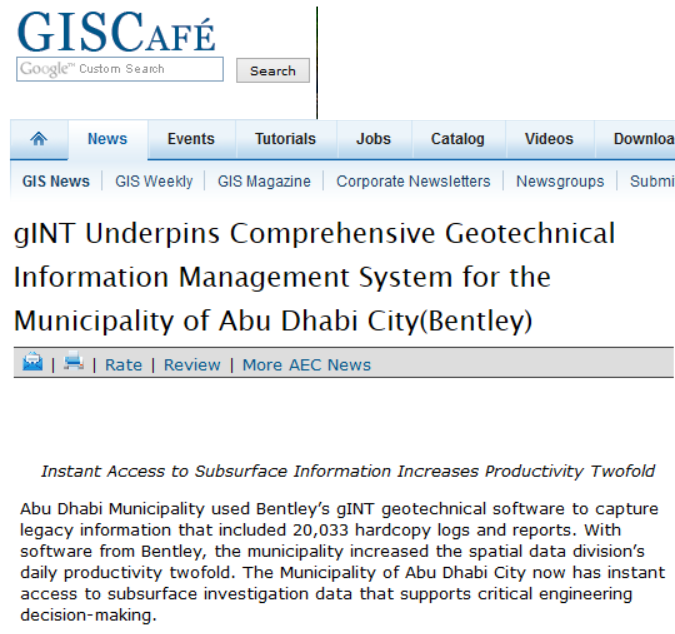 GISCAFÉ
Google™ Custom Search
Search
News Events Tutorials Jobs Catalog Videos Downloa
GIS News | GIS Weekly | GIS Magazine | Corporate Newsletters | Newsgroups | Submi
gINT Underpins Comprehensive Geotechnical
Information Management System for the
Municipality of Abu Dhabi City(Bentley)
| | Rate | Review | More AEC News
Instant Access to Subsurface Information Increases Productivity Twofold
Abu Dhabi Municipality used Bentley's gINT geotechnical software to capture
legacy information that included 20,033 hardcopy logs and reports. With
software from Bentley, the municipality increased the spatial data division's
daily productivity twofold. The Municipality of Abu Dhabi City now has instant
access to subsurface investigation data that supports critical engineering
decision-making.